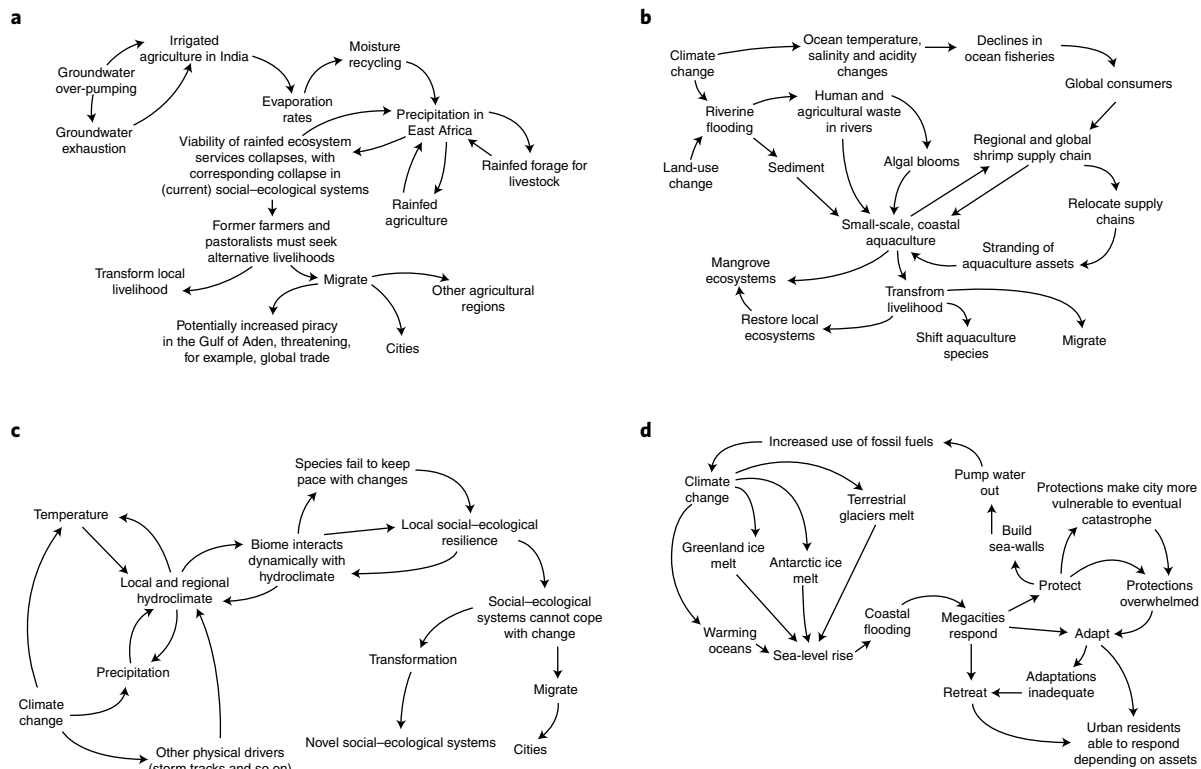 a
Irrigated
agriculture in India
Groundwater
over-pumping
Groundwater
exhaustion
Moisture
recycling
Evaporation
rates
Precipitation in
East Africa
Viability of rainfed ecosystem
services collapses, with
corresponding collapse in
(current) social–ecological systems
Rainfed forage for
livestock
Rainfed
agriculture
Former farmers and
pastoralists must seek
alternative livelihoods
Transform local
livelihood
Migrate
Other agricultural
regions
Potentially increased piracy
in the Gulf of Aden, threatening,
for example, global trade
Cities
b
Climate
change
Ocean temperature,
salinity and acidity
changes
Declines in
ocean fisheries
Global consumers
Riverine
flooding
Human and
agricultural waste
in rivers
Regional and global
shrimp supply chain
Land-use
change
Sediment
Algal blooms
Relocate supply
chains
Small-scale, coastal
aquaculture
Stranding of
aquaculture assets
Mangrove
ecosystems
Transfrom
livelihood
Restore local
ecosystems
Shift aquaculture
species
Migrate
c
Species fail to keep
pace with changes
Temperature
Local social–ecological
resilience
Biome interacts
dynamically with
hydroclimate
Local and regional
hydroclimate
Social–ecological
systems cannot cope
with change
Precipitation
Transformation
Migrate
Climate
change
Novel social–ecological systems
Cities
Other physical drivers
(storm tracks and so on)
d
Increased use of fossil fuels
Climate
change
Terrestrial
glaciers melt
Pump water
out
Protections make city more
vulnerable to eventual
catastrophe
Greenland ice
melt
Antarctic ice
melt
Build
sea-walls
Protect
Protections
overwhelmed
Coastal
flooding
Megacities
respond
Warming
oceans
Sea-level rise
Adapt
Retreat
Adaptations
inadequate
Urban residents
able to respond
depending on assets